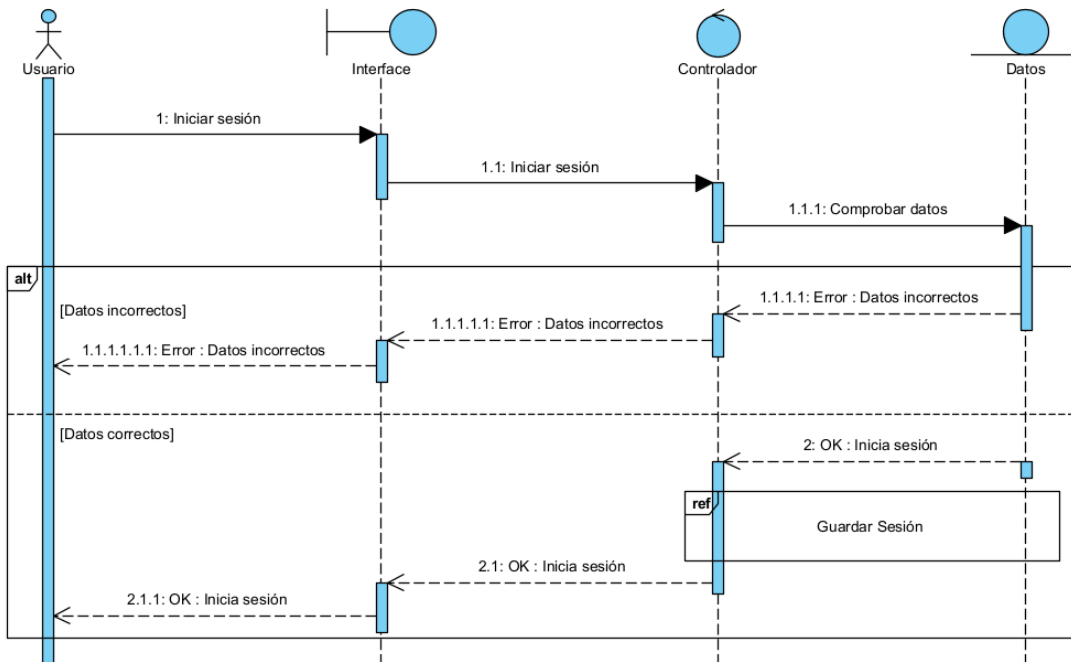 Usuario
Interface
Controlador
Datos
1: Iniciar sesión
1.1: Iniciar sesión
1.1.1: Comprobar datos
alt
[Datos incorrectos]
1.1.1.1: Error : Datos incorrectos
1.1.1.1.1: Error : Datos incorrectos
1.1.1.1.1.1: Error : Datos incorrectos
[Datos correctos]
2: OK : Inicia sesión
ref
Guardar Sesión
2.1: OK : Inicia sesión
2.1.1: OK : Inicia sesión